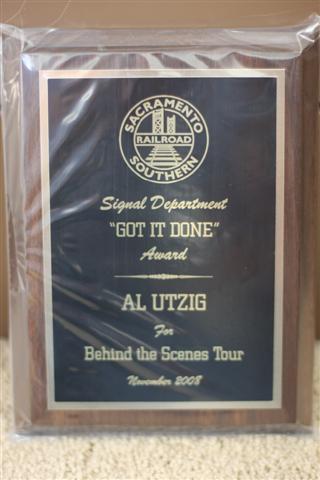 SACRAMENTO
RAILROAD
SOUTHERN
Signal Department
"GOT IT DONE"
Award
AL UTZIG
For
Behind the Scenes Tour
November 2008